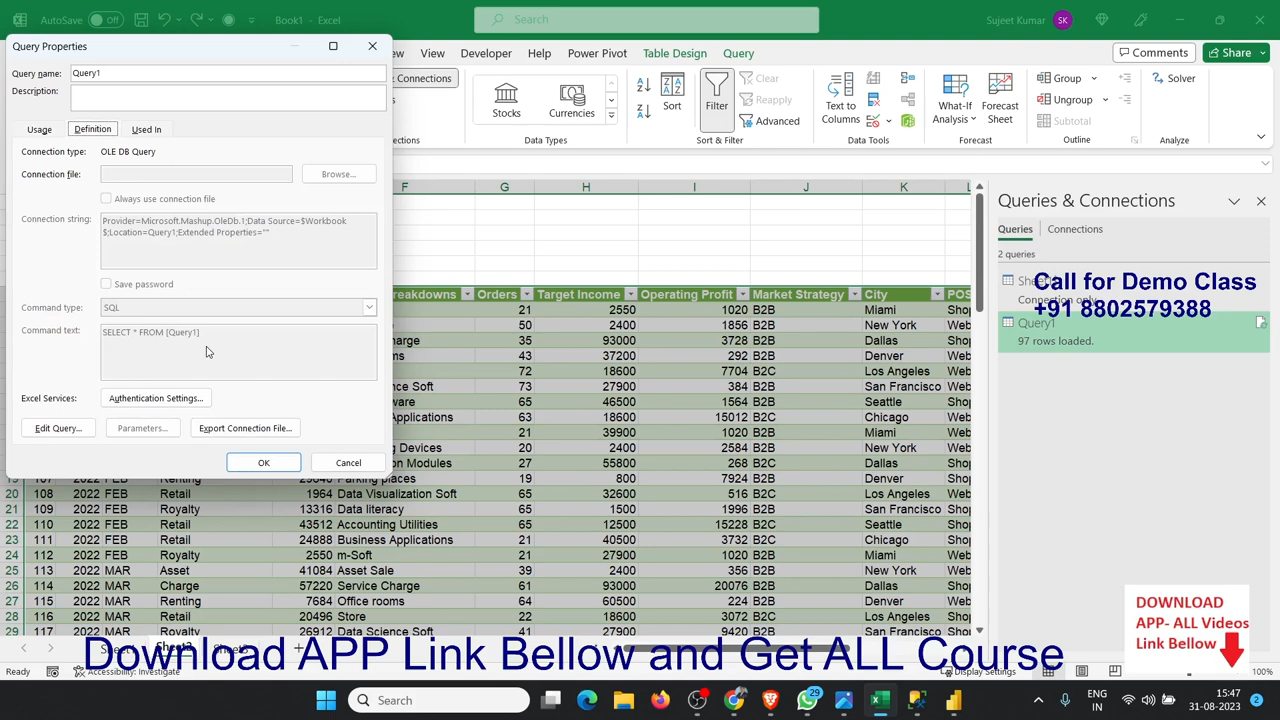 AutoSave Off Book1 - Excel Search Sujeet Kumar SK
Query Properties
View Developer Help Power Pivot Table Design Query Comments Share
Query name: Query1
Description:
Connections
Stocks Currencies
Sort Filter Clear
Reapply
Advanced
Text to
Columns
What-If
Analysis
Forecast
Sheet
Group
Ungroup
Subtotal
Solver
Data Types Sort & Filter Data Tools Forecast Outline Analyze
Usage Definition Used In
Connection type: OLE DB Query
Connection file: Browse...
Always use connection file
Connection string: Provider=Microsoft.Mashup.OleDb.1;Data Source=$Workbook
$;Location=Query1;Extended Properties=""
Save password
Command type: SQL
Command text: SELECT * FROM [Query1]
Excel Services: Authentication Settings...
Edit Query... Parameters... Export Connection File...
OK Cancel
F G H I J K L
Orders Target Income Operating Profit Market Strategy City POS
21 2550 1020 B2B Miami
50 2400 1856 B2B New York
35 93000 3728 B2B Dallas
43 37200 292 B2B Denver
72 18600 7704 B2C Los Angeles
73 27900 384 B2B San Francisco
65 46500 1564 B2B Seattle
Applications 63 18600 15012 B2C Chicago
21 39900 1020 B2B Miami
Devices 20 2400 2584 B2B New York
Modules 27 55800 268 B2C Dallas
107 2022 FEB Renting 29840 Parking places 19 800 7924 B2B Denver
20 108 2022 FEB Retail 1964 Data Visualization Soft 65 32600 516 B2C Los Angeles
21 109 2022 FEB Royalty 13316 Data literacy 65 1500 1996 B2B San Francisco
22 110 2022 FEB Retail 43512 Accounting Utilities 65 12500 15228 B2C Seattle
23 111 2022 FEB Retail 24888 Business Applications 21 40500 3732 B2C Chicago
24 112 2022 FEB Royalty 2550 m-Soft 21 27900 1020 B2B Miami
25 113 2022 MAR Asset 41084 Asset Sale 39 2400 356 B2B New York
26 114 2022 MAR Charge 57220 Service Charge 61 93000 20076 B2B Dallas
27 115 2022 MAR Renting 7684 Office rooms 64 60500 224 B2B Denver
28 116 2022 MAR Retail 20496 Store 22 18600 3072 B2B Los Angeles
29 117 2022 MAR Royalty 26912 Data Science Soft 41 27900 9420 B2B San Francisco
Queries & Connections
Queries Connections
2 queries
Connection only.
Query1
97 rows loaded.
Call for Demo Class
+91 8802579388
DOWNLOAD
APP- ALL Videos
Link Bellow
Download APP Link Bellow and Get ALL Course
Ready Accessibility: Investigate Display Settings 100%
Search 29 ENG
IN 15:47
31-08-2023